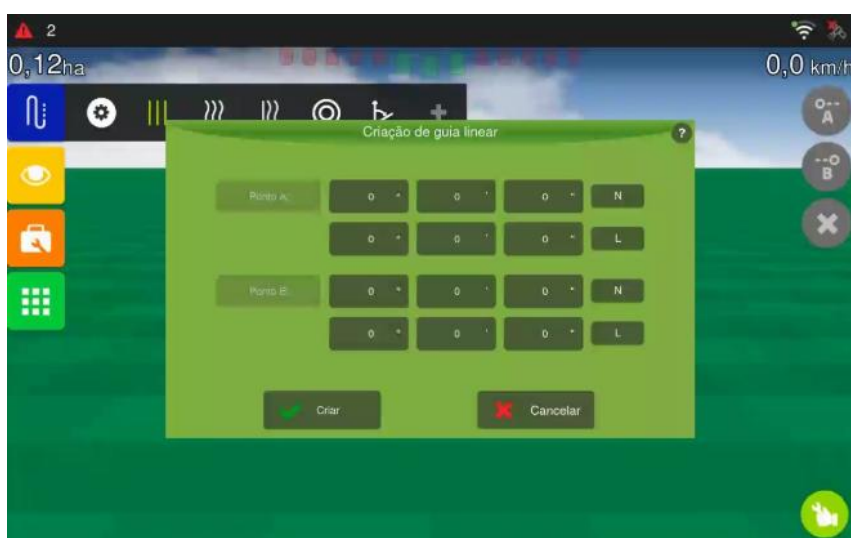 2
0,12ha
0,0 km/h
A
B
Criação de guia linear
?
Ponto A:
0 ° 0 ' 0 " N
0 ° 0 ' 0 " L
Ponto B:
0 ° 0 ' 0 " N
0 ° 0 ' 0 " L
Criar
Cancelar